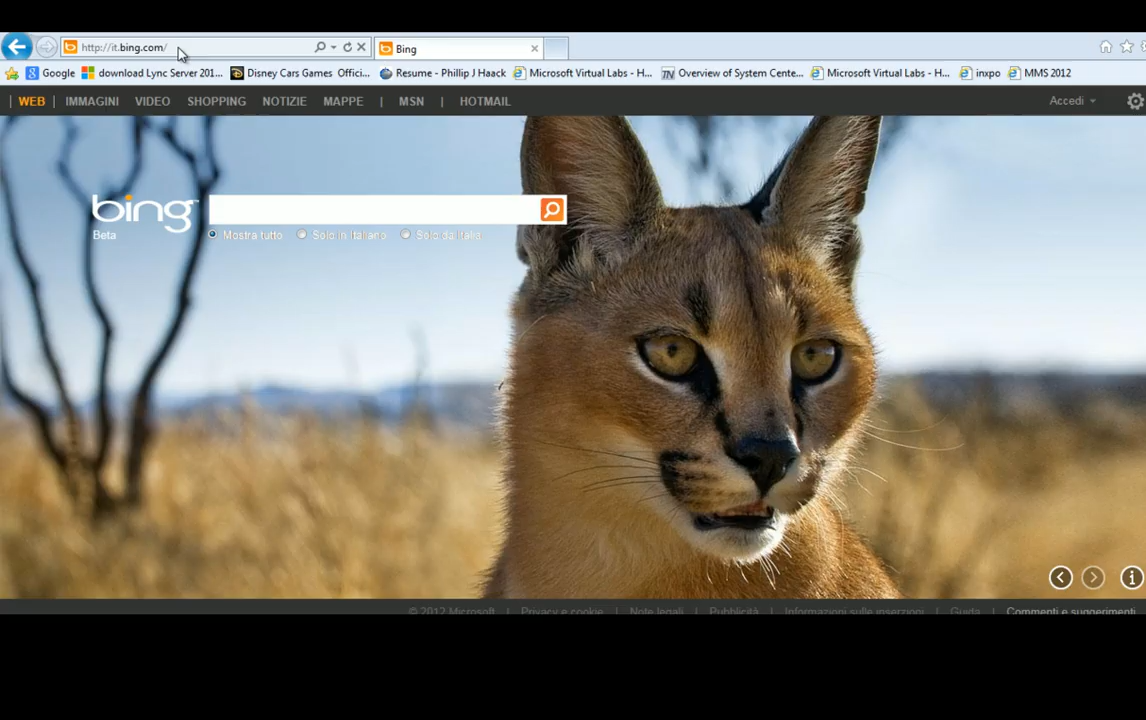 http://it.bing.com/
Bing
Google download Lync Server 201... Disney Cars Games Offici... Resume - Phillip J Haack Microsoft Virtual Labs - H... Overview of System Cente... Microsoft Virtual Labs - H... inxpo MMS 2012
| WEB | IMMAGINI VIDEO SHOPPING NOTIZIE MAPPE | MSN | HOTMAIL Accedi
bing™
Beta
Mostra tutto Solo in Italiano Solo da Italia
© 2012 Microsoft | Privacy e cookie | Note legali | Pubblicità | Informazioni sulle inserzioni | Guida | Commenti e suggerimenti